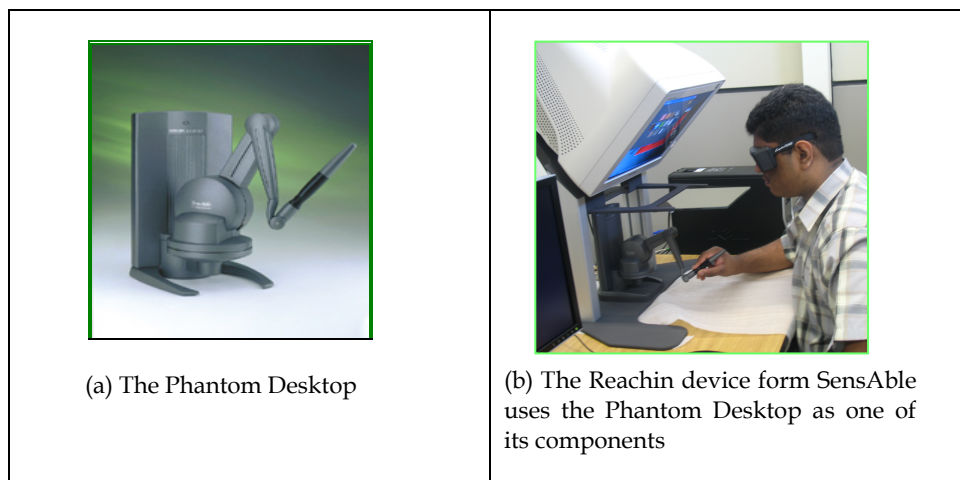 (a) The Phantom Desktop
(b) The Reachin device form SensAble
uses the Phantom Desktop as one of
its components